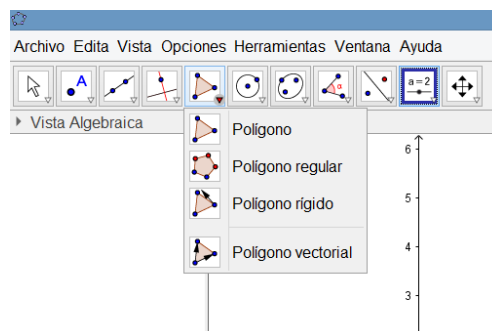 Archivo Edita Vista Opciones Herramientas Ventana Ayuda
A
α
a=2
Vista Algebraica
Polígono
Polígono regular
Polígono rígido
Polígono vectorial
6
5
4
3